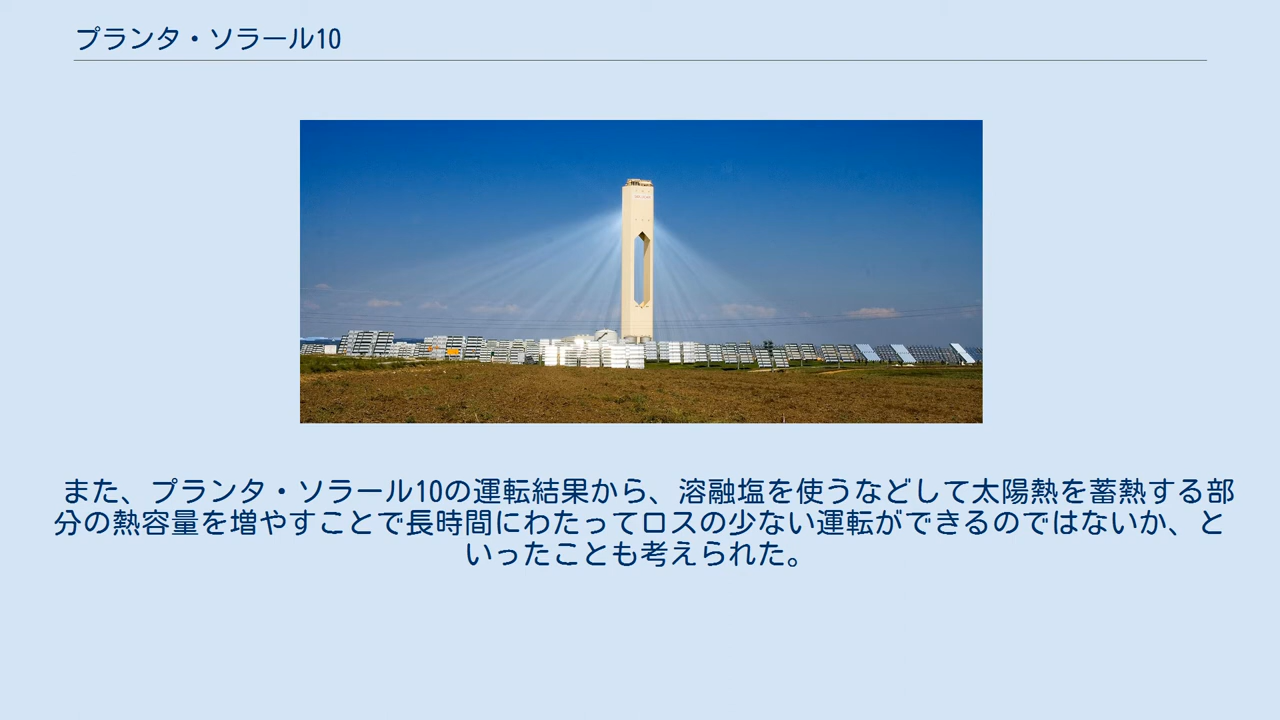 プランタ・ソラール10
また、プランタ・ソラール10の運転結果から、溶融塩を使うなどして太陽熱を蓄熱する部
分の熱容量を増やすことで長時間にわたってロスの少ない運転ができるのではないか、と
いったことも考えられた。